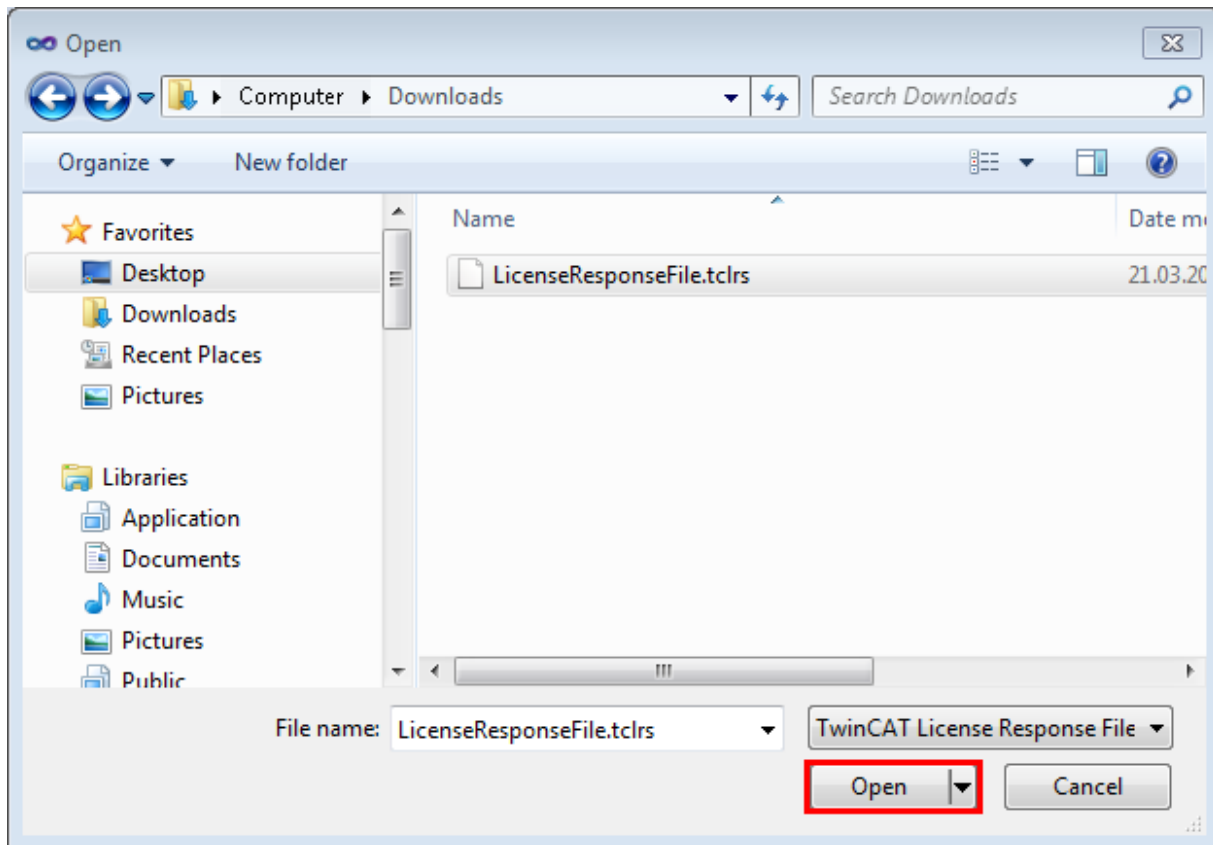 Open
Computer Downloads Search Downloads
Organize New folder
Name Date mo
Favorites
Desktop
Downloads
Recent Places
Pictures
Libraries
Application
Documents
Music
Pictures
Public
LicenseResponseFile.tclrs 21.03.20
File name: LicenseResponseFile.tclrs TwinCAT License Response File
Open Cancel